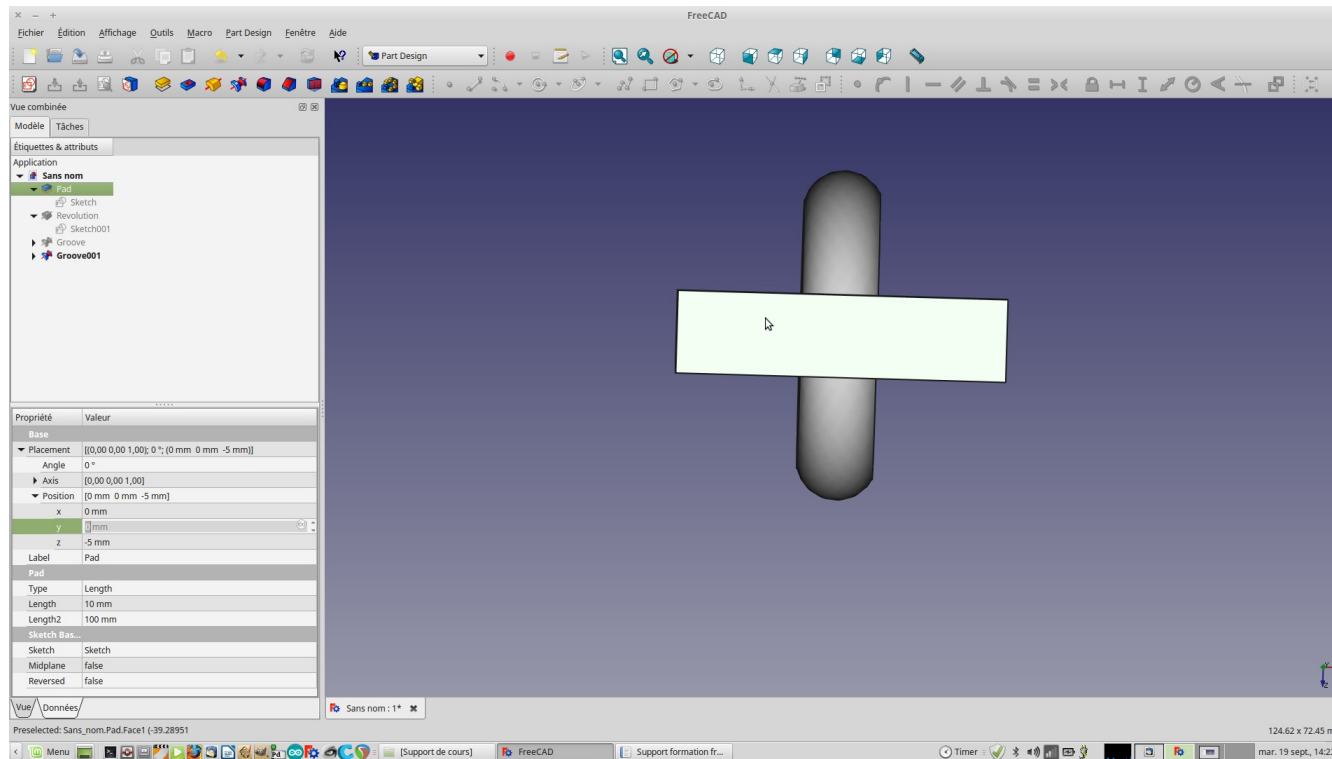 FreeCAD
Fichier Édition Affichage Outils Macro Part Design Fenêtre Aide
Part Design
Vue combinée
Modèle Tâches
Étiquettes & attributs
Application
Sans nom
Pad
Sketch
Revolution
Sketch001
Groove
Groove001
Propriété Valeur
Base
Placement [(0,00 0,00 1,00); 0 °; (0 mm 0 mm -5 mm)]
Angle 0 °
Axis [0,00 0,00 1,00]
Position [0 mm 0 mm -5 mm]
x 0 mm
y 0 mm
z -5 mm
Label Pad
Pad
Type Length
Length 10 mm
Length2 100 mm
Sketch Bas...
Sketch Sketch
Midplane false
Reversed false
Vue Données
Sans nom : 1*
Preselected: Sans_nom.Pad.Face1 (-39.28951
124.62 x 72.45 m
Menu [Support de cours] FreeCAD Support formation fr... Timer mar. 19 sept., 14:2